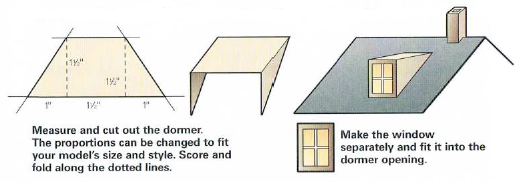 1½"
1½"
1"
1½"
1"
Measure and cut out the dormer.
The proportions can be changed to fit
your model's size and style. Score and
fold along the dotted lines.
Make the window
separately and fit it into the
dormer opening.